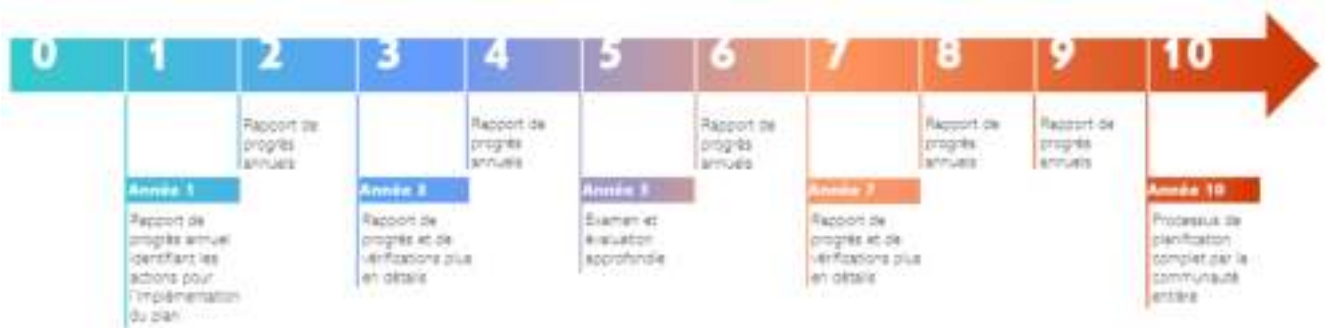 0 1 2 3 4 5 6 7 8 9 10
Rapport de
progrès
annuels
Rapport de
progrès
annuels
Rapport de
progrès
annuels
Rapport de
progrès
annuels
Rapport de
progrès
annuels
Année 1
Rapport de
progrès annuel
identifiant les
actions pour
l'implémentation
du plan
Année 3
Rapport de
progrès et de
vérifications plus
en détails
Année 5
Examen et
évaluation
approfondie
Année 7
Rapport de
progrès et de
vérifications plus
en détails
Année 10
Processus de
planification
complet par la
communauté
entière